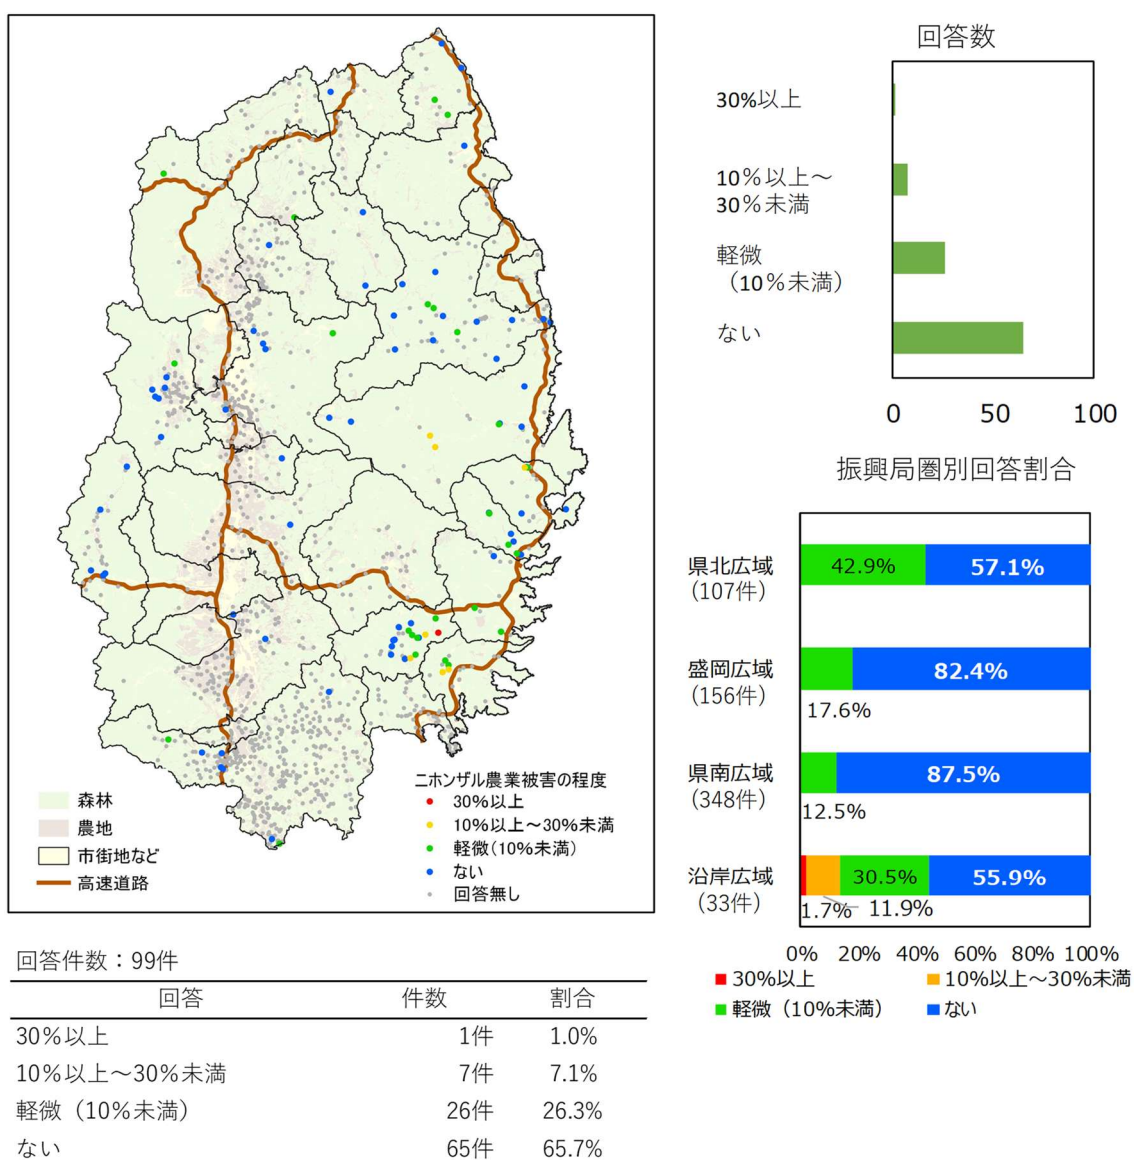 森林
農地
市街地など
高速道路
ニホンザル農業被害の程度
30%以上
10%以上～30%未満
軽微(10%未満)
ない
回答無し
回答数
30%以上
10%以上～
30%未満
軽微
（10%未満）
ない
0 50 100
振興局圏別回答割合
県北広域
(107件)
42.9% 57.1%
盛岡広域
(156件)
82.4%
17.6%
県南広域
(348件)
87.5%
12.5%
沿岸広域
(33件)
30.5% 55.9%
1.7% 11.9%
0% 20% 40% 60% 80% 100%
30%以上 10%以上～30%未満
軽微（10%未満） ない
回答件数：99件
回答 件数 割合
30%以上 1件 1.0%
10%以上～30%未満 7件 7.1%
軽微（10%未満） 26件 26.3%
ない 65件 65.7%